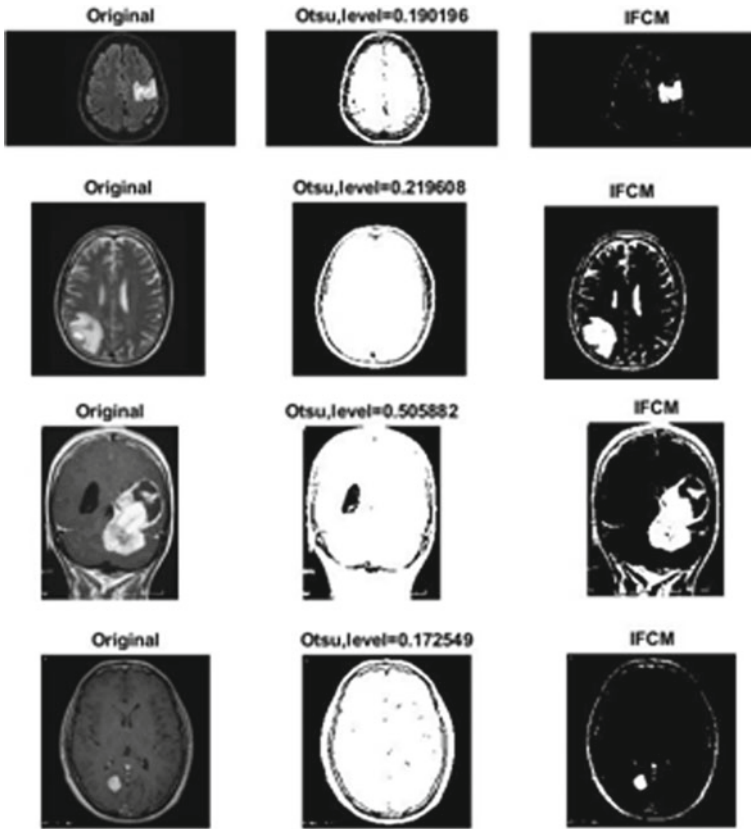 Original Otsu,level=0.190196 IFCM
Original Otsu,level=0.219608 IFCM
Original Otsu,level=0.505882 IFCM
Original Otsu,level=0.172549 IFCM